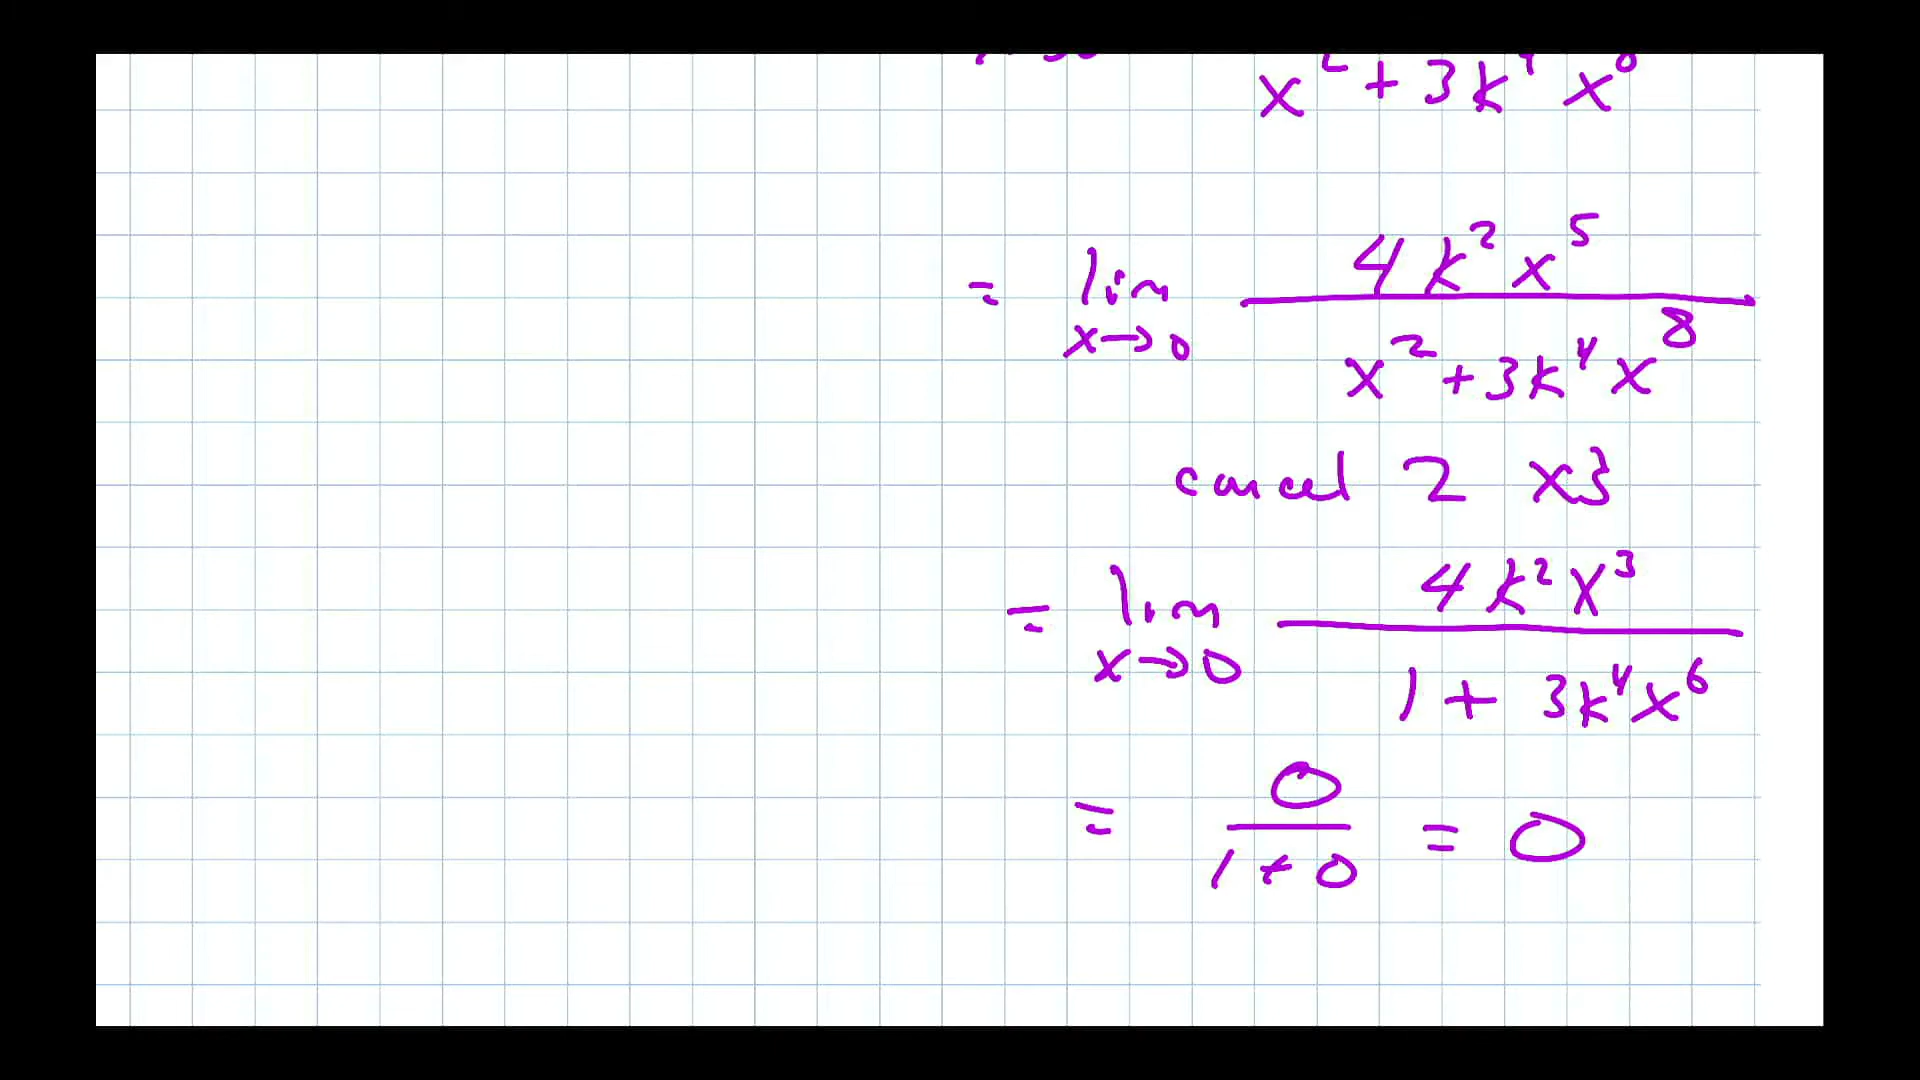 x² + 3k⁴x⁸
= lim 4k²x⁵
x→0 x² + 3k⁴x⁸
cancel 2 x3
= lim 4k²x³
x→0 1 + 3k⁴x⁶
= 0 = 0
1 + 0